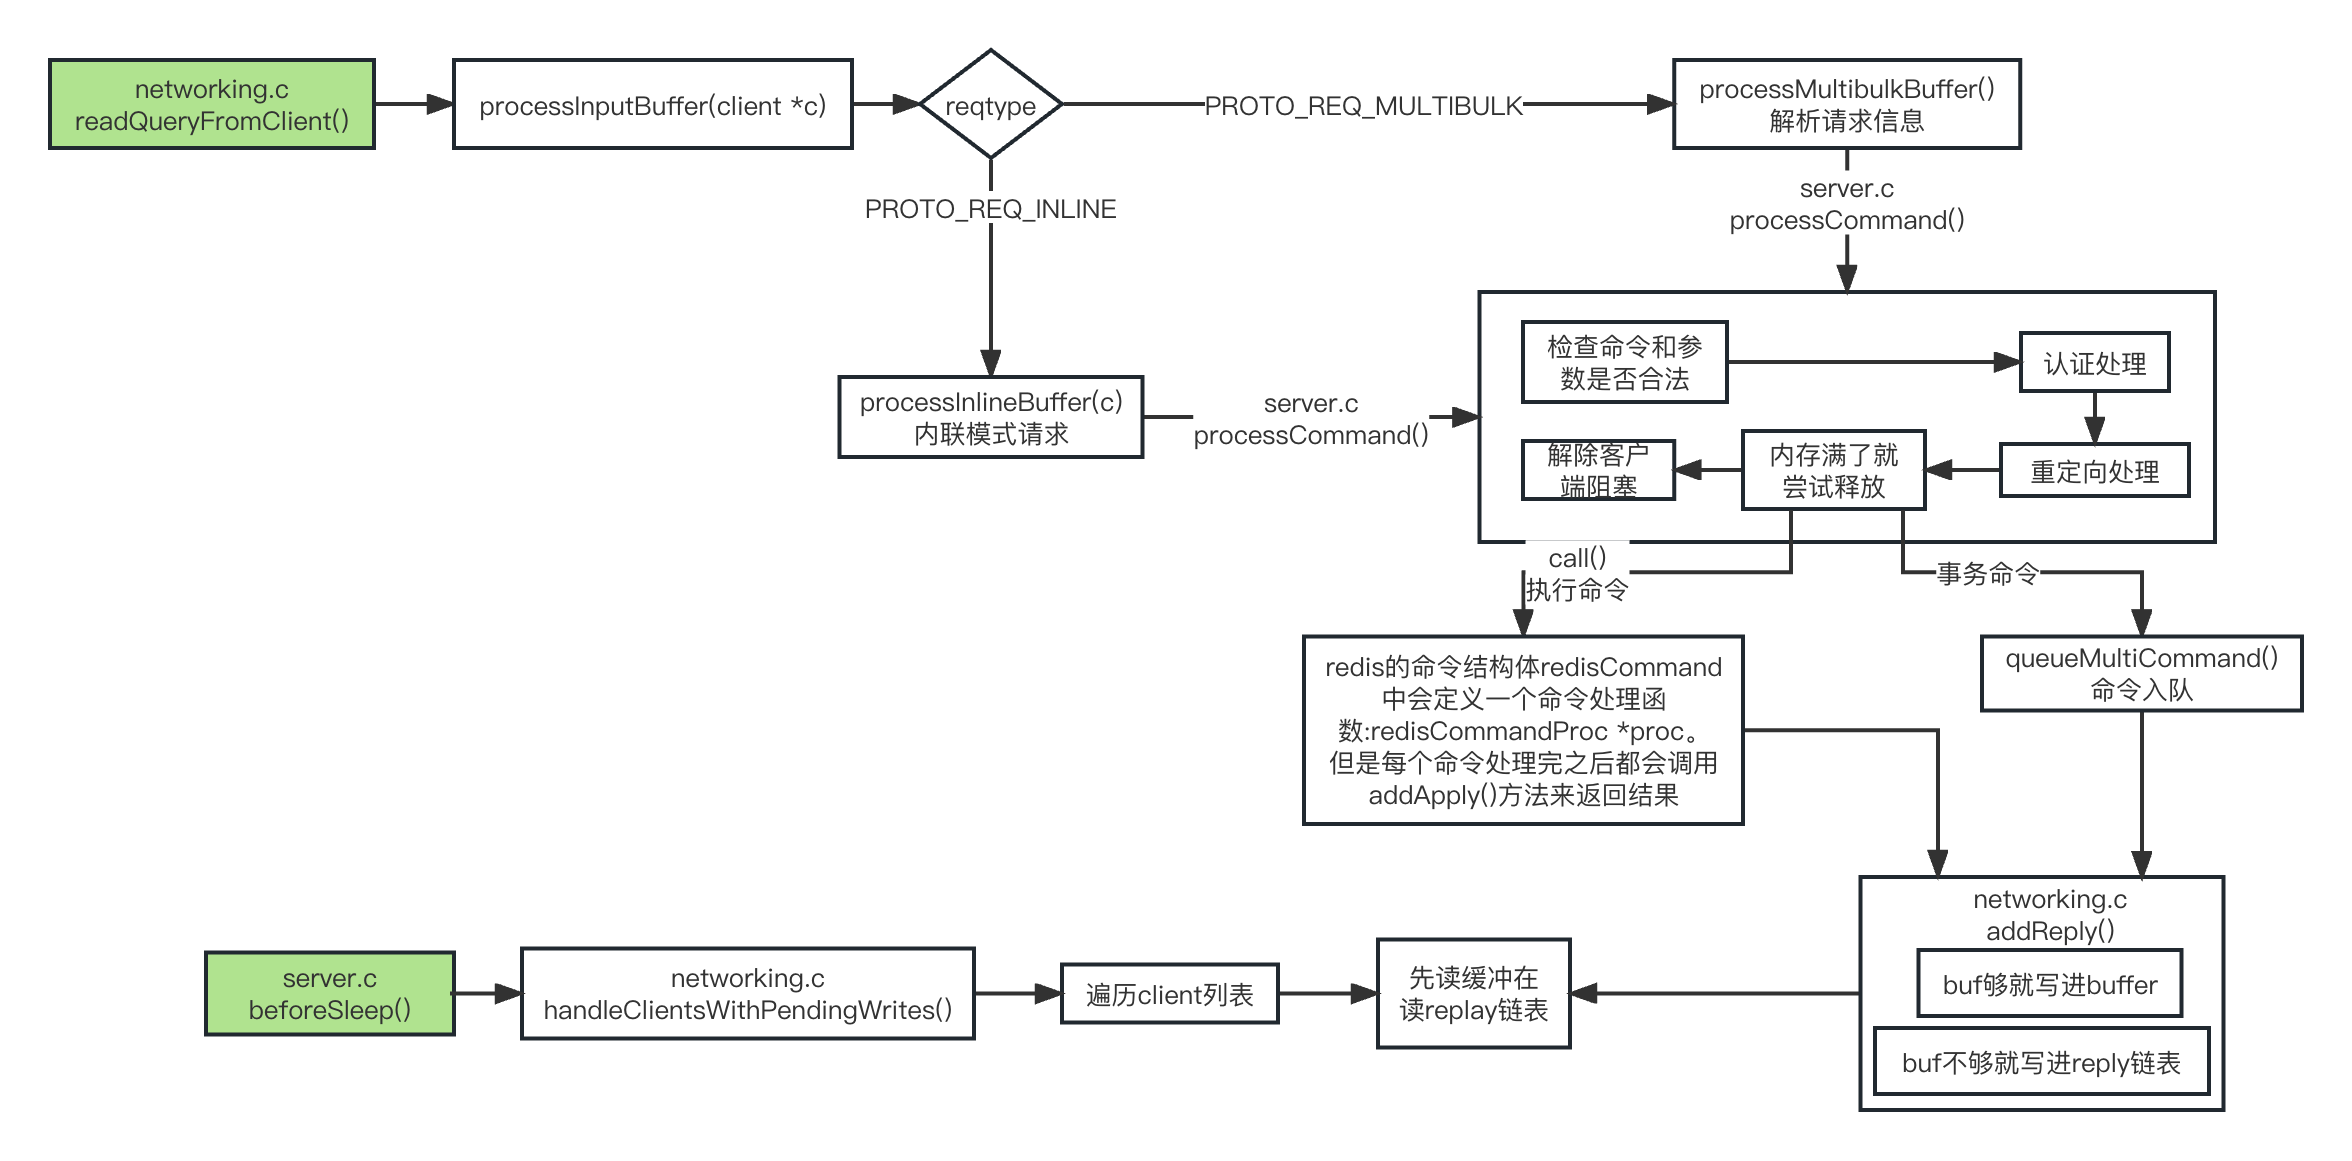 networking.c
readQueryFromClient()
processInputBuffer(client *c)
reqtype
PROTO_REQ_MULTIBULK
processMultibulkBuffer()
解析请求信息
PROTO_REQ_INLINE
server.c
processCommand()
processInlineBuffer(c)
内联模式请求
server.c
processCommand()
检查命令和参
数是否合法
认证处理
重定向处理
内存满了就
尝试释放
解除客户
端阻塞
call()
执行命令
事务命令
redis的命令结构体redisCommand
中会定义一个命令处理函
数:redisCommandProc *proc。
但是每个命令处理完之后都会调用
addApply()方法来返回结果
queueMultiCommand()
命令入队
networking.c
addReply()
buf够就写进buffer
buf不够就写进reply链表
server.c
beforeSleep()
networking.c
handleClientsWithPendingWrites()
遍历client列表
先读缓冲在
读replay链表